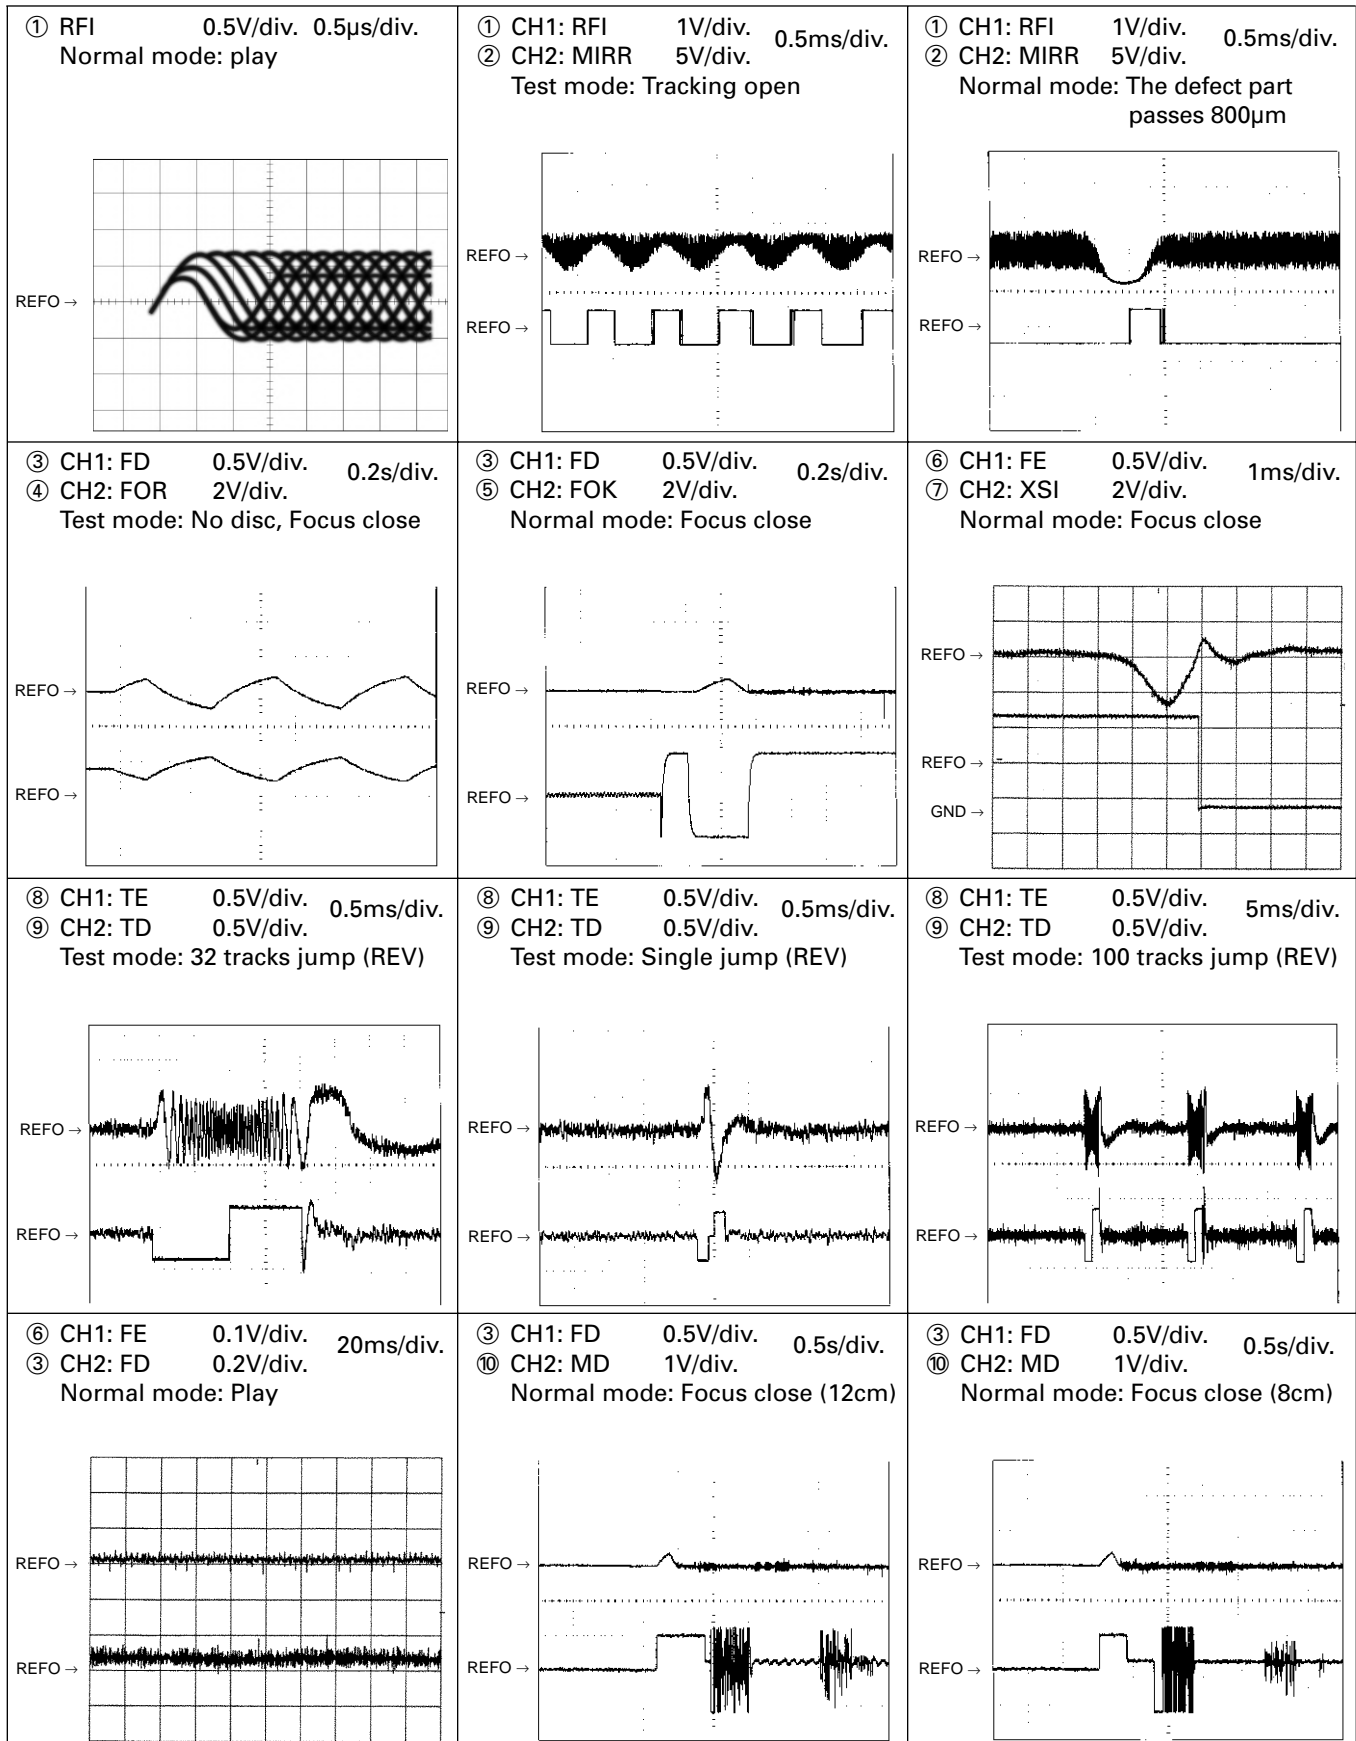 ① RFI 0.5V/div. 0.5µs/div.
Normal mode: play
REFO →
① CH1: RFI 1V/div. 0.5ms/div.
② CH2: MIRR 5V/div.
Test mode: Tracking open
REFO →
REFO →
① CH1: RFI 1V/div. 0.5ms/div.
② CH2: MIRR 5V/div.
Normal mode: The defect part
passes 800µm
REFO →
REFO →
③ CH1: FD 0.5V/div. 0.2s/div.
④ CH2: FOR 2V/div.
Test mode: No disc, Focus close
REFO →
REFO →
③ CH1: FD 0.5V/div. 0.2s/div.
⑤ CH2: FOK 2V/div.
Normal mode: Focus close
REFO →
REFO →
⑥ CH1: FE 0.5V/div. 1ms/div.
⑦ CH2: XSI 2V/div.
Normal mode: Focus close
REFO →
REFO →
GND →
⑧ CH1: TE 0.5V/div. 0.5ms/div.
⑨ CH2: TD 0.5V/div.
Test mode: 32 tracks jump (REV)
REFO →
REFO →
⑧ CH1: TE 0.5V/div. 0.5ms/div.
⑨ CH2: TD 0.5V/div.
Test mode: Single jump (REV)
REFO →
REFO →
⑧ CH1: TE 0.5V/div. 5ms/div.
⑨ CH2: TD 0.5V/div.
Test mode: 100 tracks jump (REV)
REFO →
REFO →
⑥ CH1: FE 0.1V/div. 20ms/div.
③ CH2: FD 0.2V/div.
Normal mode: Play
REFO →
REFO →
③ CH1: FD 0.5V/div. 0.5s/div.
⑩ CH2: MD 1V/div.
Normal mode: Focus close (12cm)
REFO →
REFO →
③ CH1: FD 0.5V/div. 0.5s/div.
⑩ CH2: MD 1V/div.
Normal mode: Focus close (8cm)
REFO →
REFO →